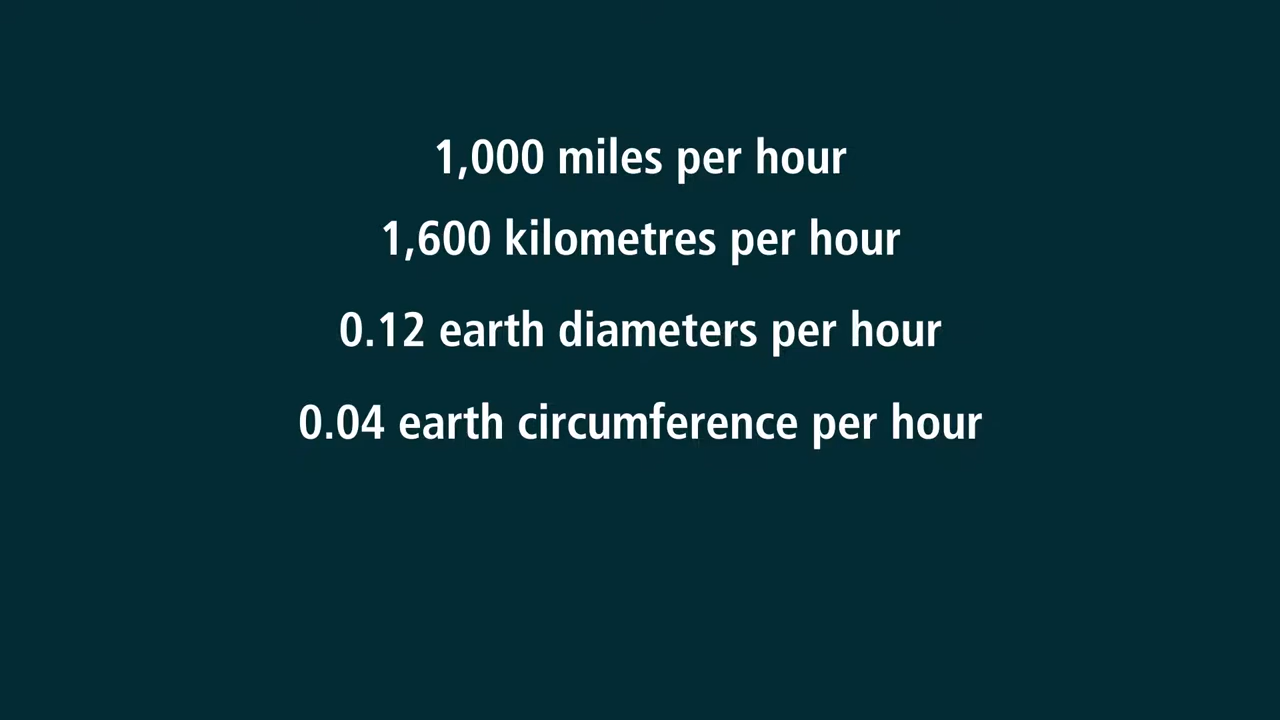 1,000 miles per hour
1,600 kilometres per hour
0.12 earth diameters per hour
0.04 earth circumference per hour